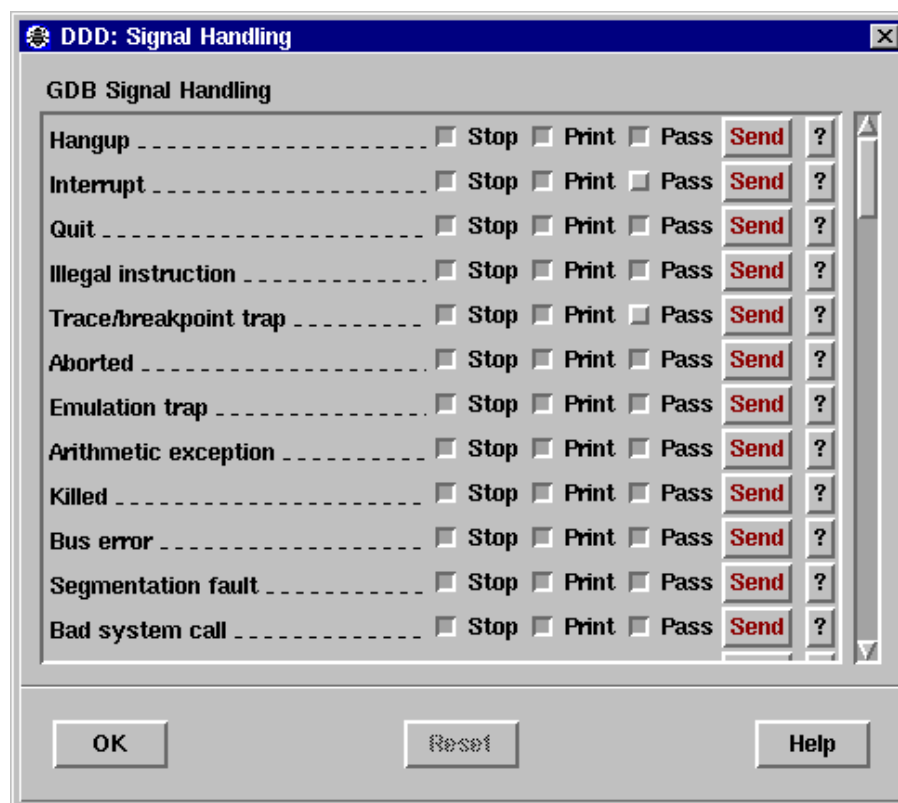 DDD: Signal Handling
GDB Signal Handling
Hangup Stop Print Pass Send ?
Interrupt Stop Print Pass Send ?
Quit Stop Print Pass Send ?
Illegal instruction Stop Print Pass Send ?
Trace/breakpoint trap Stop Print Pass Send ?
Aborted Stop Print Pass Send ?
Emulation trap Stop Print Pass Send ?
Arithmetic exception Stop Print Pass Send ?
Killed Stop Print Pass Send ?
Bus error Stop Print Pass Send ?
Segmentation fault Stop Print Pass Send ?
Bad system call Stop Print Pass Send ?
OK Reset Help